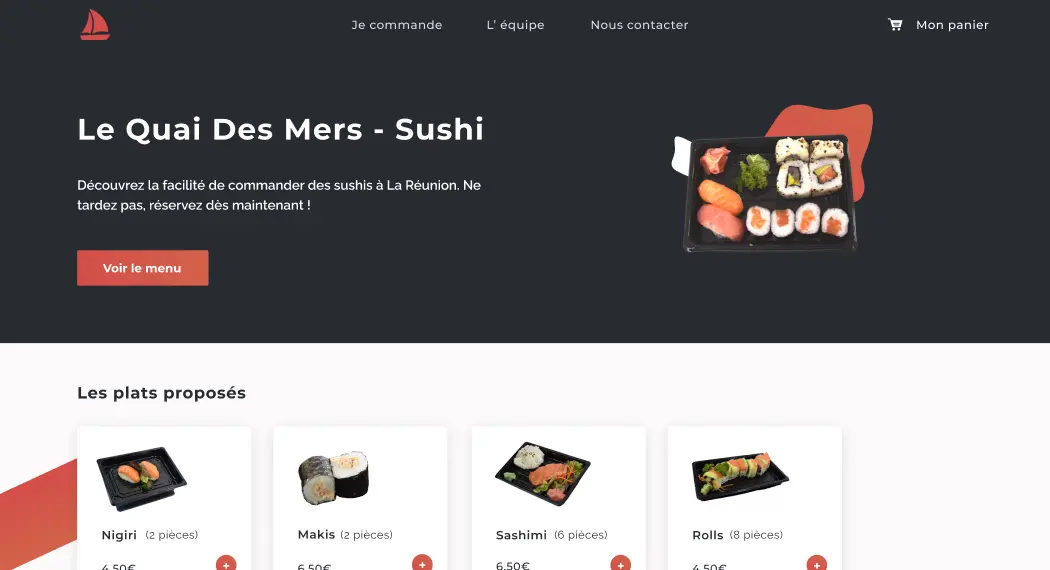 Je commande L' équipe Nous contacter Mon panier
Le Quai Des Mers - Sushi
Découvrez la facilité de commander des sushis à La Réunion. Ne
tardez pas, réservez dès maintenant !
Voir le menu
Les plats proposés
Nigiri (2 pièces) Makis (2 pièces) Sashimi (6 pièces) Rolls (8 pièces)
4,50€ + 6,50€ + 6,50€ + 4,50€ +